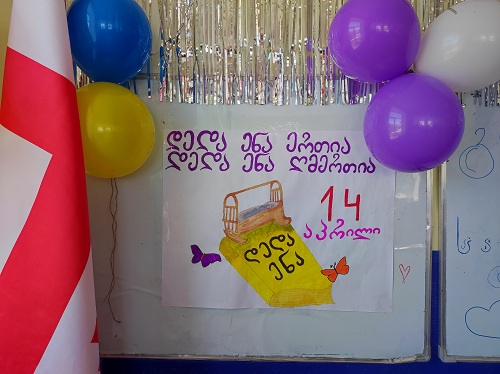 დედა ენა ერთია
დედა ენა ღმერთია
14
აპრილი
დედა
ენა